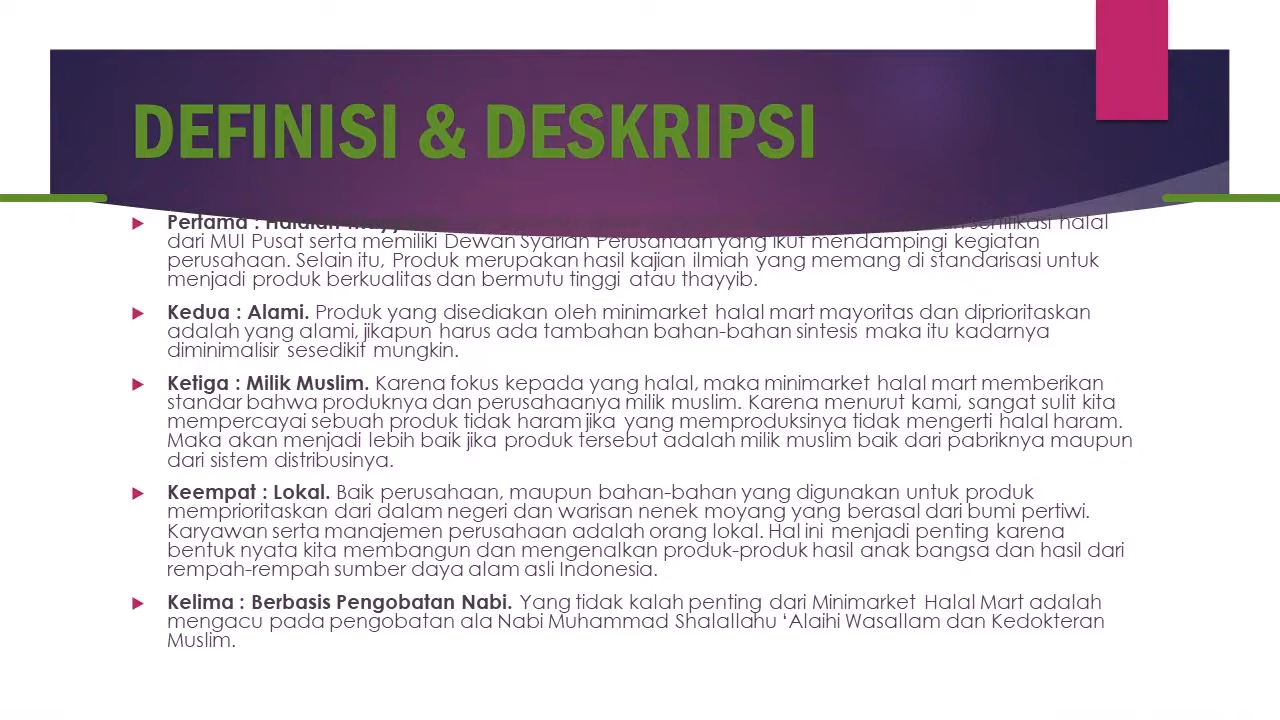 DEFINISI & DESKRIPSI
Pertama : sertifikasi halal
dari MUI Pusat serta memiliki Dewan Syariah Perusahaan yang ikut mendampingi kegiatan
perusahaan. Selain itu, Produk merupakan hasil kajian ilmiah yang memang di standarisasi untuk
menjadi produk berkualitas dan bermutu tinggi atau thayyib.
Kedua : Alami. Produk yang disediakan oleh minimarket halal mart mayoritas dan diprioritaskan
adalah yang alami, jikapun harus ada tambahan bahan-bahan sintesis maka itu kadarnya
diminimalisir sesedikit mungkin.
Ketiga : Milik Muslim. Karena fokus kepada yang halal, maka minimarket halal mart memberikan
standar bahwa produknya dan perusahaanya milik muslim. Karena menurut kami, sangat sulit kita
mempercayai sebuah produk tidak haram jika yang memproduksinya tidak mengerti halal haram.
Maka akan menjadi lebih baik jika produk tersebut adalah milik muslim baik dari pabriknya maupun
dari sistem distribusinya.
Keempat : Lokal. Baik perusahaan, maupun bahan-bahan yang digunakan untuk produk
memprioritaskan dari dalam negeri dan warisan nenek moyang yang berasal dari bumi pertiwi.
Karyawan serta manajemen perusahaan adalah orang lokal. Hal ini menjadi penting karena
bentuk nyata kita membangun dan mengenalkan produk-produk hasil anak bangsa dan hasil dari
rempah-rempah sumber daya alam asli Indonesia.
Kelima : Berbasis Pengobatan Nabi. Yang tidak kalah penting dari Minimarket Halal Mart adalah
mengacu pada pengobatan ala Nabi Muhammad Shalallahu ‘Alaihi Wasallam dan Kedokteran
Muslim.